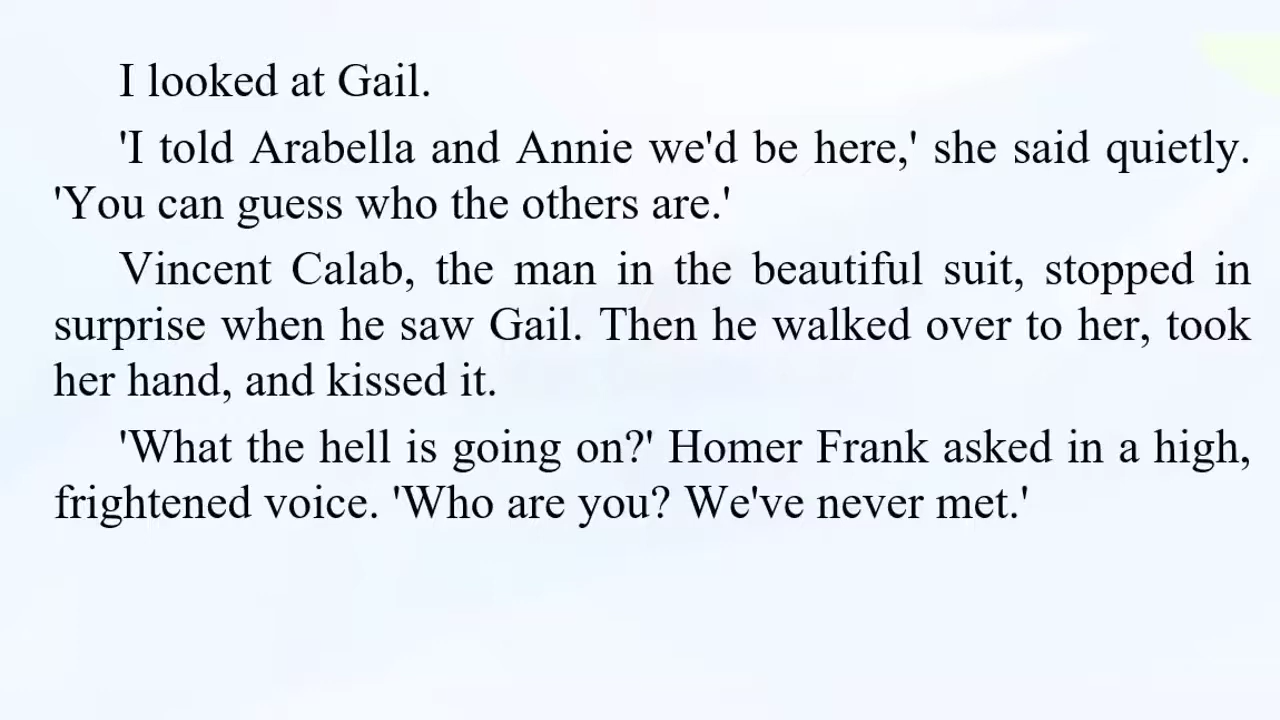 I looked at Gail.
'I told Arabella and Annie we'd be here,' she said quietly.
'You can guess who the others are.'
Vincent Calab, the man in the beautiful suit, stopped in
surprise when he saw Gail. Then he walked over to her, took
her hand, and kissed it.
'What the hell is going on?' Homer Frank asked in a high,
frightened voice. 'Who are you? We've never met.'